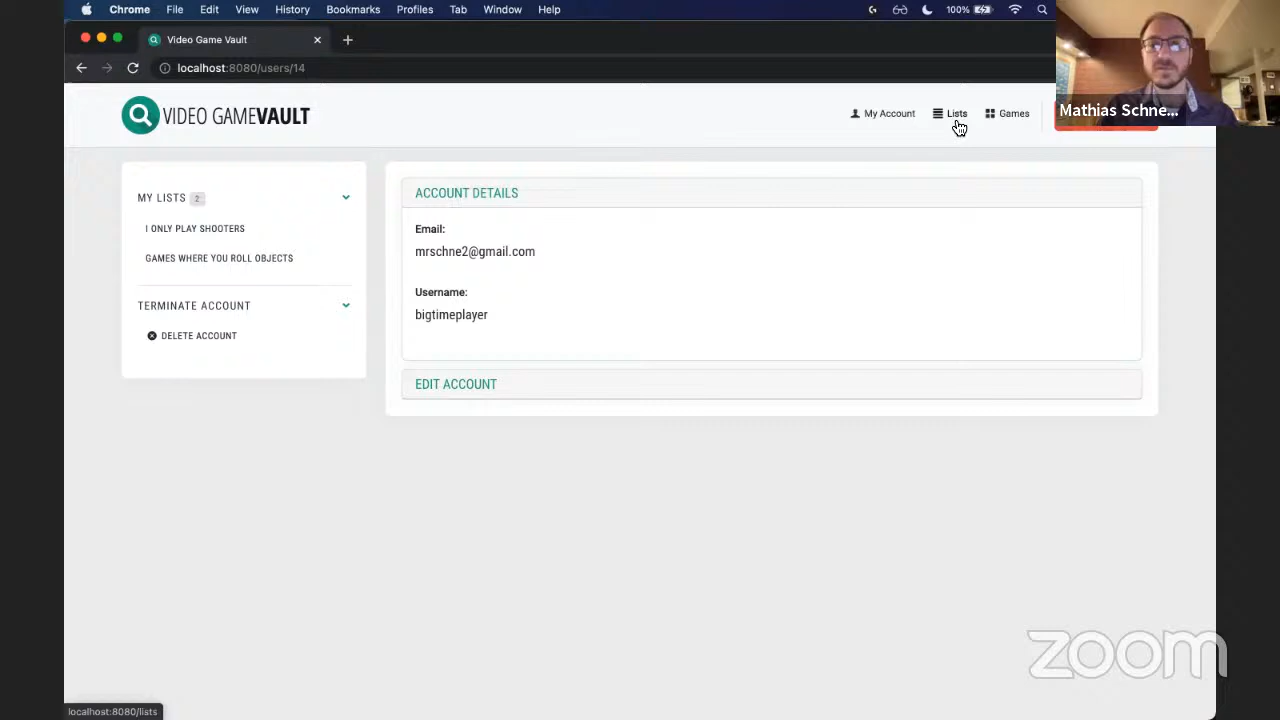 Chrome File Edit View History Bookmarks Profiles Tab Window Help 100%
Video Game Vault
localhost:8080/users/14
Mathias Schne...
VIDEO GAMEVAULT
My Account Lists Games
MY LISTS 2
I ONLY PLAY SHOOTERS
GAMES WHERE YOU ROLL OBJECTS
TERMINATE ACCOUNT
DELETE ACCOUNT
ACCOUNT DETAILS
Email:
mrschne2@gmail.com
Username:
bigtimeplayer
EDIT ACCOUNT
zoom
localhost:8080/lists